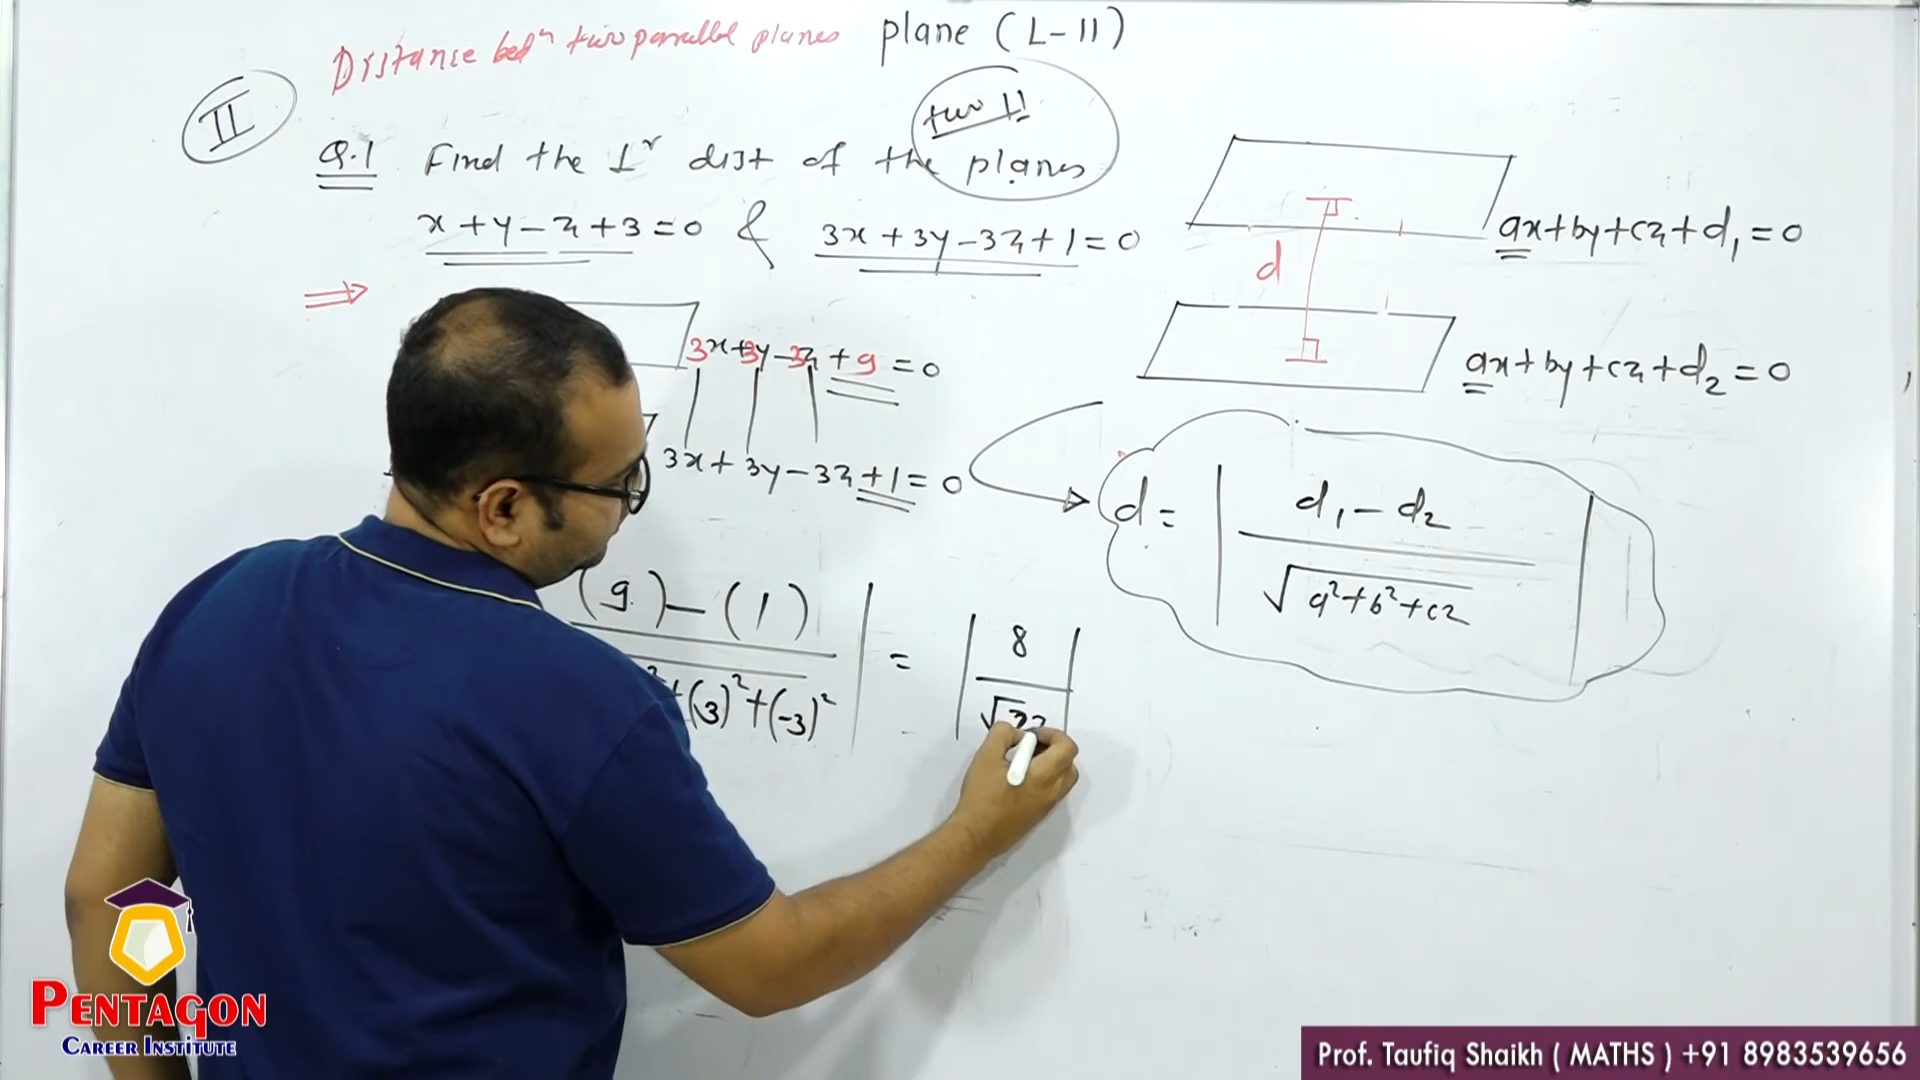 Distance betn two parallel planes plane (L-11)
II
two 11
Q.1 Find the ⊥r dist of the planes
x+y-z+3=0 & 3x+3y-3z+1=0
ax+by+cz+d₁=0
d
⇒
3x+3y-3z+9=0
ax+by+cz+d₂=0
3x+3y-3z+1=0
d = | d₁-d₂ / √a²+b²+c2 |
(9)-(1) | = | 8
²+(3)²+(-3)² √
PENTAGON
CAREER INSTITUTE
Prof. Taufiq Shaikh ( MATHS ) +91 8983539656